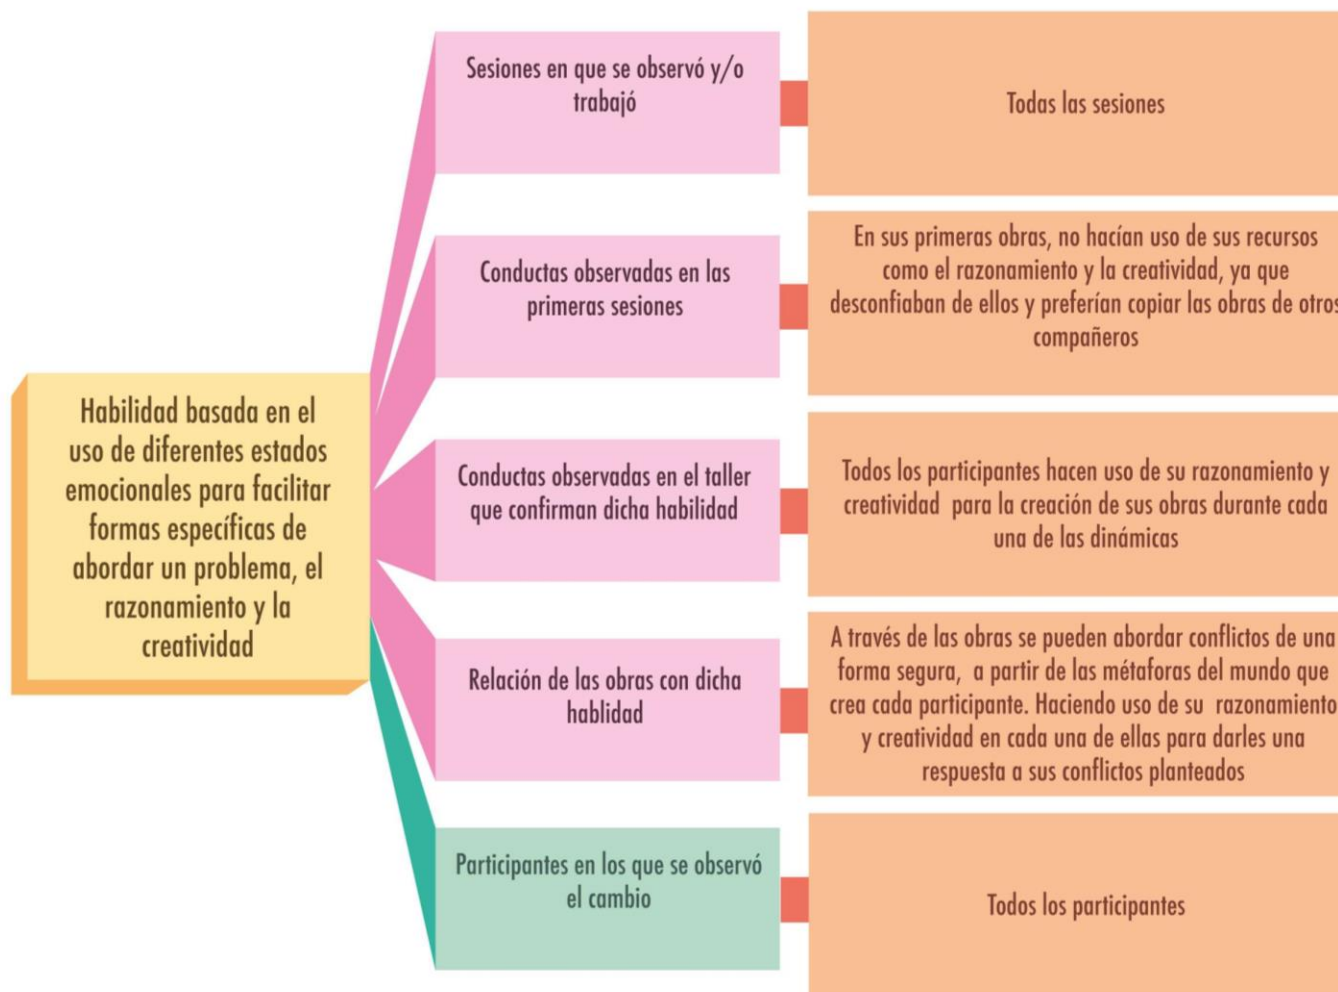 Habilidad basada en el
uso de diferentes estados
emocionales para facilitar
formas específicas de
abordar un problema, el
razonamiento y la
creatividad
Sesiones en que se observó y/o
trabajó
Todas las sesiones
Conductas observadas en las
primeras sesiones
En sus primeras obras, no hacían uso de sus recursos
como el razonamiento y la creatividad, ya que
desconfiaban de ellos y preferían copiar las obras de otros
compañeros
Conductas observadas en el taller
que confirman dicha habilidad
Todos los participantes hacen uso de su razonamiento y
creatividad para la creación de sus obras durante cada
una de las dinámicas
Relación de las obras con dicha
hablidad
A través de las obras se pueden abordar conflictos de una
forma segura, a partir de las métaforas del mundo que
crea cada participante. Haciendo uso de su razonamiento
y creatividad en cada una de ellas para darles una
respuesta a sus conflictos planteados
Participantes en los que se observó
el cambio
Todos los participantes